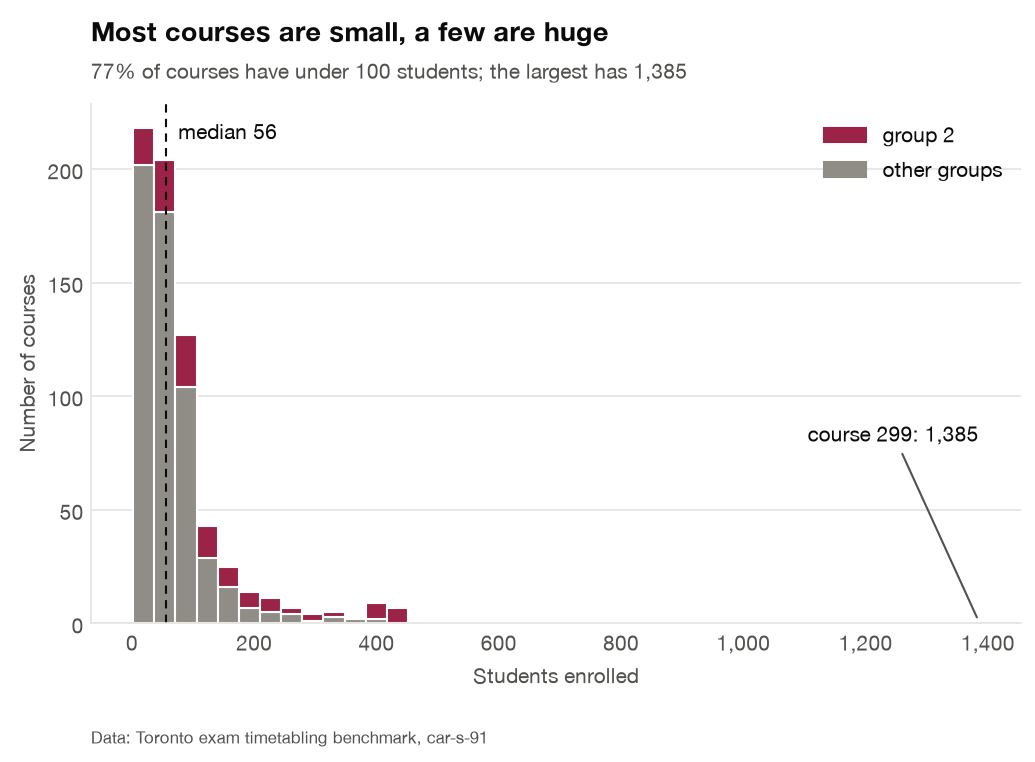 Most courses are small, a few are huge
77% of courses have under 100 students; the largest has 1,385
median 56
group 2
other groups
200
150
100
50
0
Number of courses
course 299: 1,385
0 200 400 600 800 1,000 1,200 1,400
Students enrolled
Data: Toronto exam timetabling benchmark, car-s-91